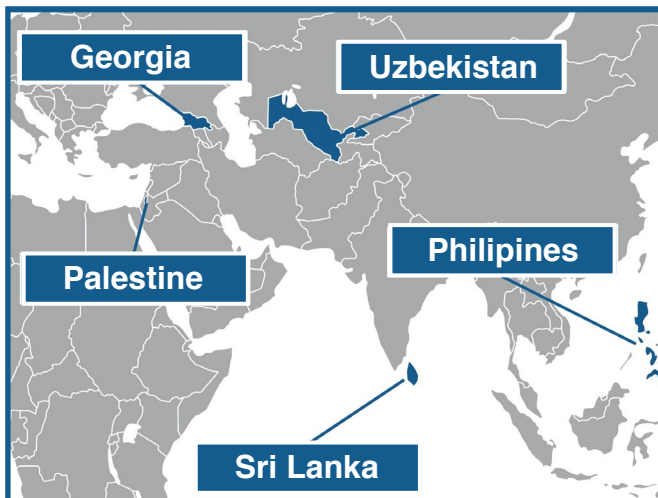 Georgia
Uzbekistan
Palestine
Philipines
Sri Lanka